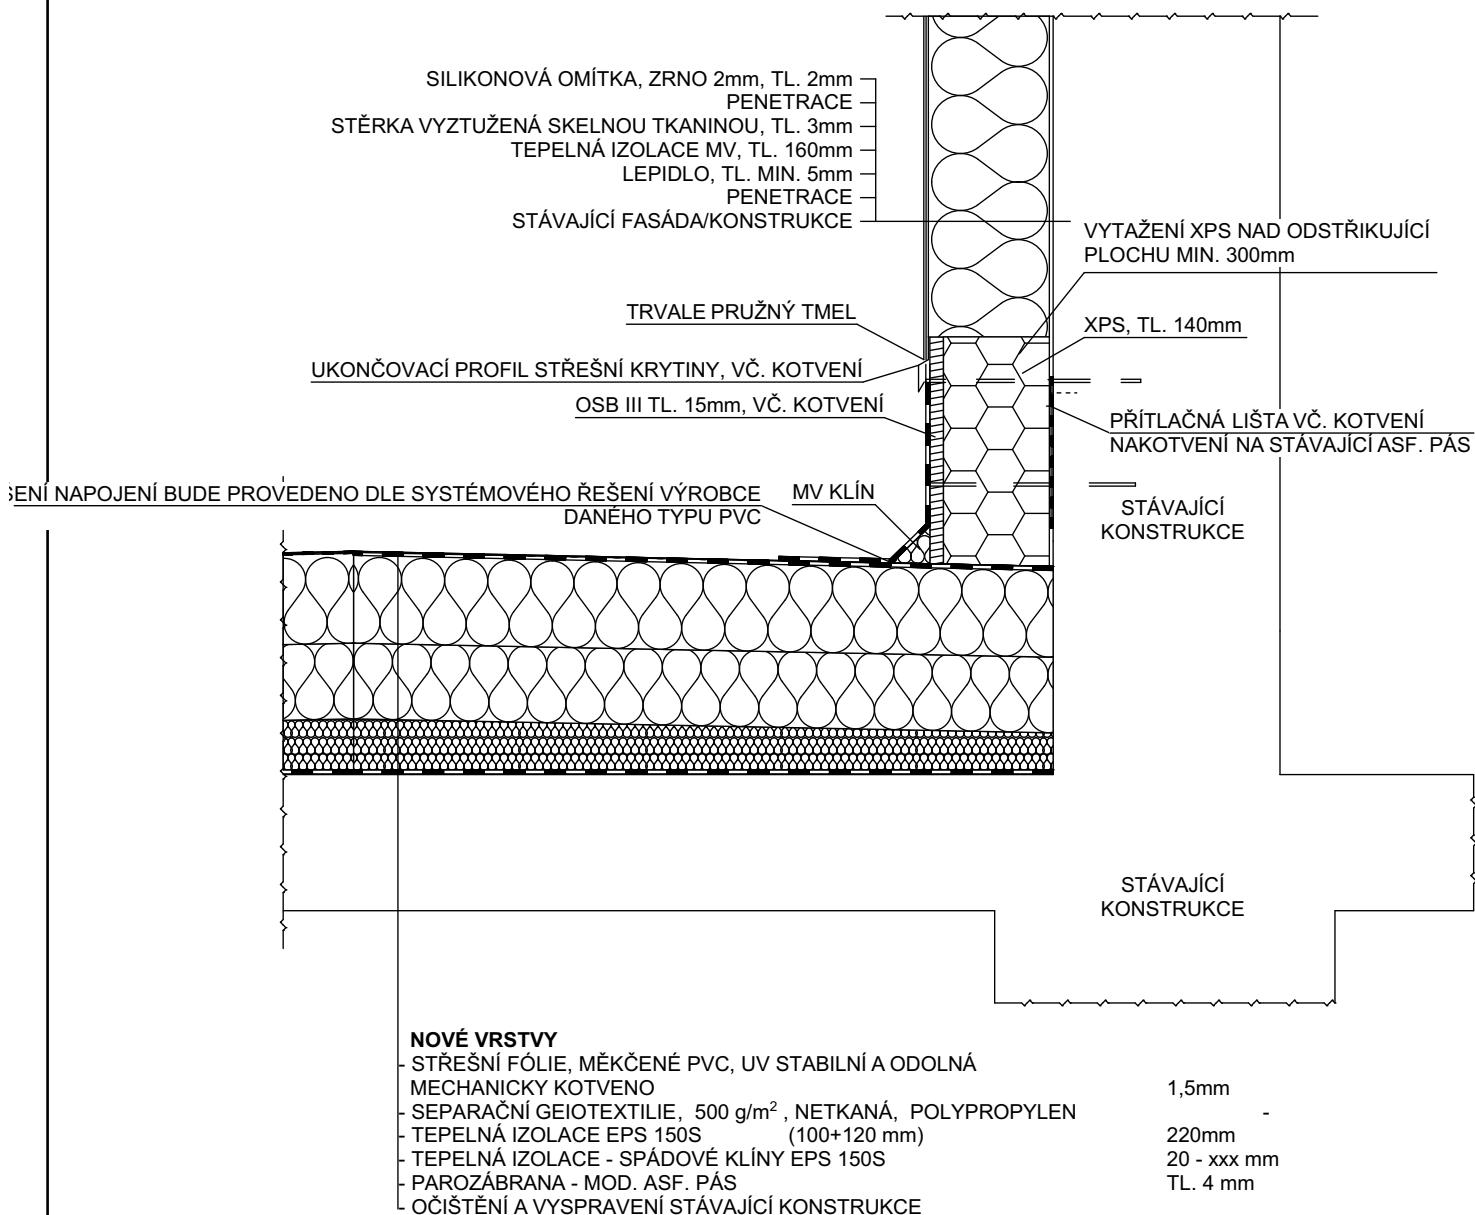 SILIKONOVÁ OMÍTKA, ZRNO 2mm, TL. 2mm
PENETRACE
STĚRKA VYZTUŽENÁ SKELNOU TKANINOU, TL. 3mm
TEPELNÁ IZOLACE MV, TL. 160mm
LEPIDLO, TL. MIN. 5mm
PENETRACE
STÁVAJÍCÍ FASÁDA/KONSTRUKCE
VYTAŽENÍ XPS NAD ODSTŘIKUJÍCÍ
PLOCHU MIN. 300mm
TRVALE PRUŽNÝ TMEL
XPS, TL. 140mm
UKONČOVACÍ PROFIL STŘEŠNÍ KRYTINY, VČ. KOTVENÍ
OSB III TL. 15mm, VČ. KOTVENÍ
PŘÍTLAČNÁ LIŠTA VČ. KOTVENÍ
NAKOTVENÍ NA STÁVAJÍCÍ ASF. PÁS
NAPOJENÍ BUDE PROVEDENO DLE SYSTÉMOVÉHO ŘEŠENÍ VÝROBCE
DANÉHO TYPU PVC
MV KLÍN
STÁVAJÍCÍ
KONSTRUKCE
STÁVAJÍCÍ
KONSTRUKCE
NOVÉ VRSTVY
- STŘEŠNÍ FÓLIE, MĚKČENÉ PVC, UV STABILNÍ A ODOLNÁ
MECHANICKY KOTVENO 1,5mm
- SEPARAČNÍ GEIOTEXTILIE, 500 g/m², NETKANÁ, POLYPROPYLEN -
- TEPELNÁ IZOLACE EPS 150S (100+120 mm) 220mm
- TEPELNÁ IZOLACE - SPÁDOVÉ KLÍNY EPS 150S 20 - xxx mm
- PAROZÁBRANA - MOD. ASF. PÁS TL. 4 mm
- OČIŠTĚNÍ A VYSPRAVENÍ STÁVAJÍCÍ KONSTRUKCE